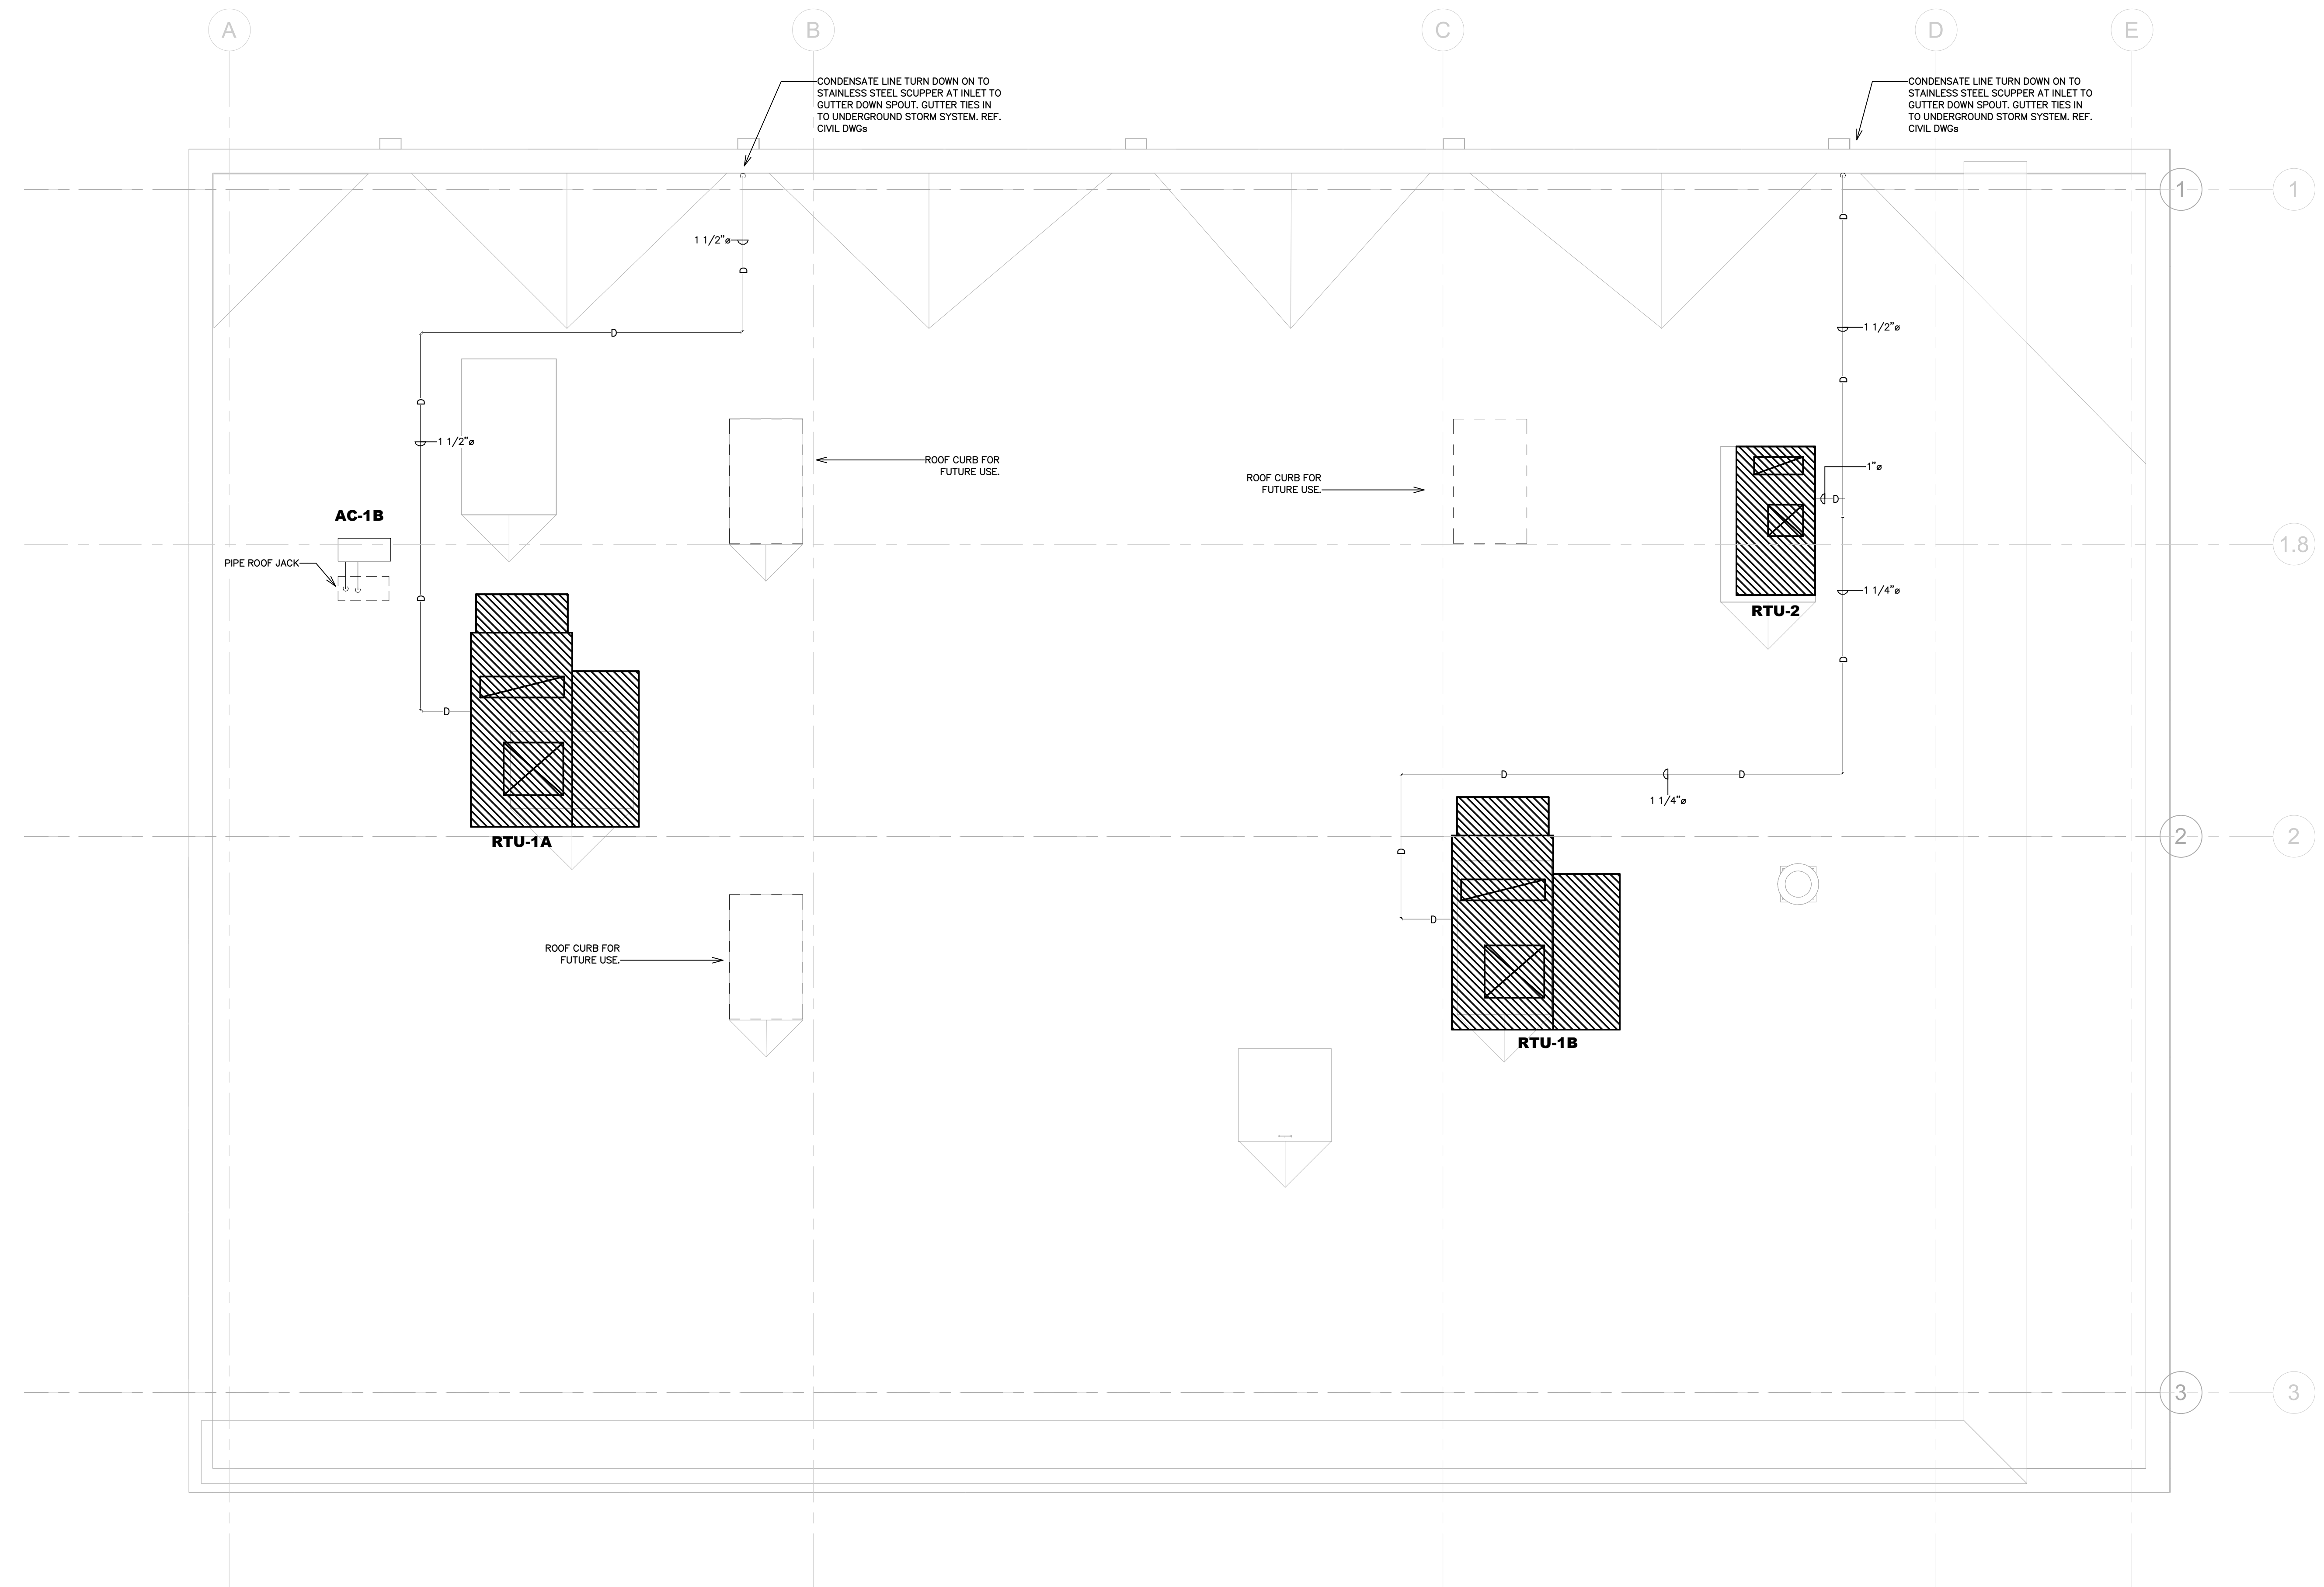 A
B
C
D
E
CONDENSATE LINE TURN DOWN ON TO
STAINLESS STEEL SCUPPER AT INLET TO
GUTTER DOWN SPOUT. GUTTER TIES IN
TO UNDERGROUND STORM SYSTEM. REF.
CIVIL DWGs
CONDENSATE LINE TURN DOWN ON TO
STAINLESS STEEL SCUPPER AT INLET TO
GUTTER DOWN SPOUT. GUTTER TIES IN
TO UNDERGROUND STORM SYSTEM. REF.
CIVIL DWGs
1
1
D
1 1/2"ø
D
1 1/2"ø
D
D
D
1 1/2"ø
ROOF CURB FOR
FUTURE USE.
ROOF CURB FOR
FUTURE USE.
1"ø
D
AC-1B
1.8
PIPE ROOF JACK
D
1 1/4"ø
RTU-2
D
D
D
D
1 1/4"ø
RTU-1A
2
2
D
D
ROOF CURB FOR
FUTURE USE.
RTU-1B
3
3